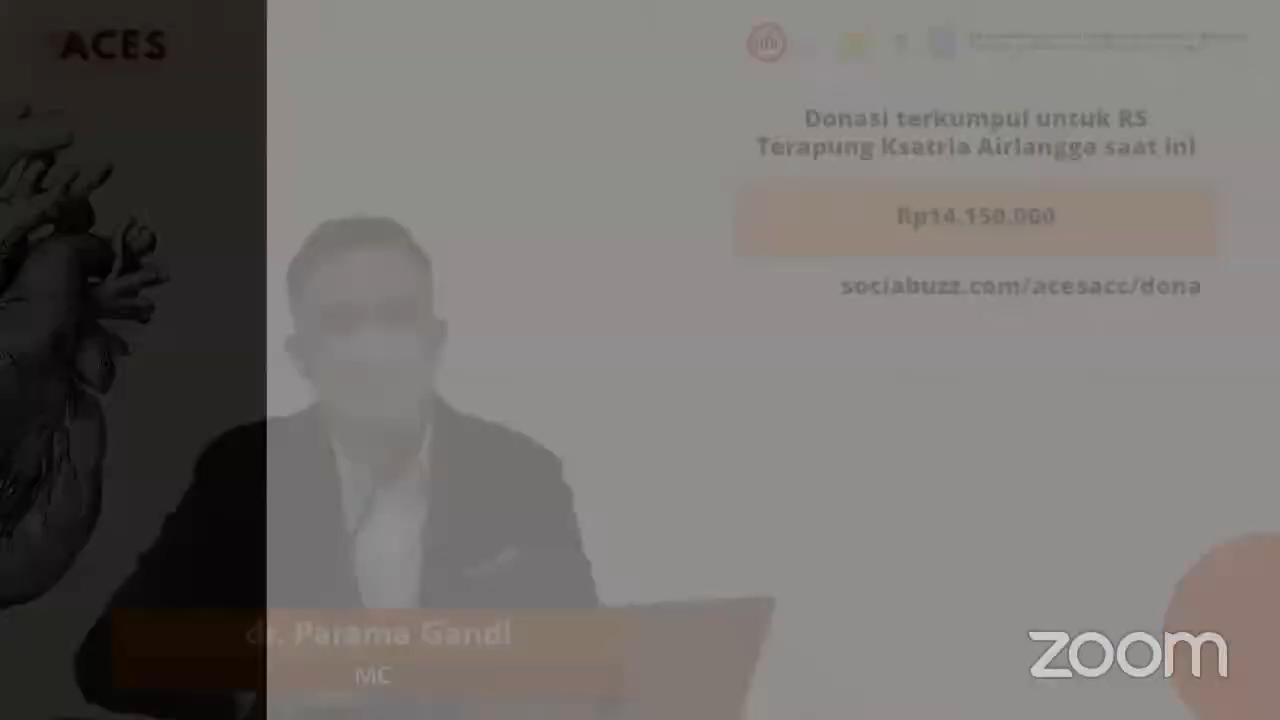 ACES
Donasi terkumpul untuk RS
Terapung Ksatria Airlangga saat ini
Rp14.150.000
sociabuzz.com/acesacc/dona
dr. Parama Gandi
MC
zoom